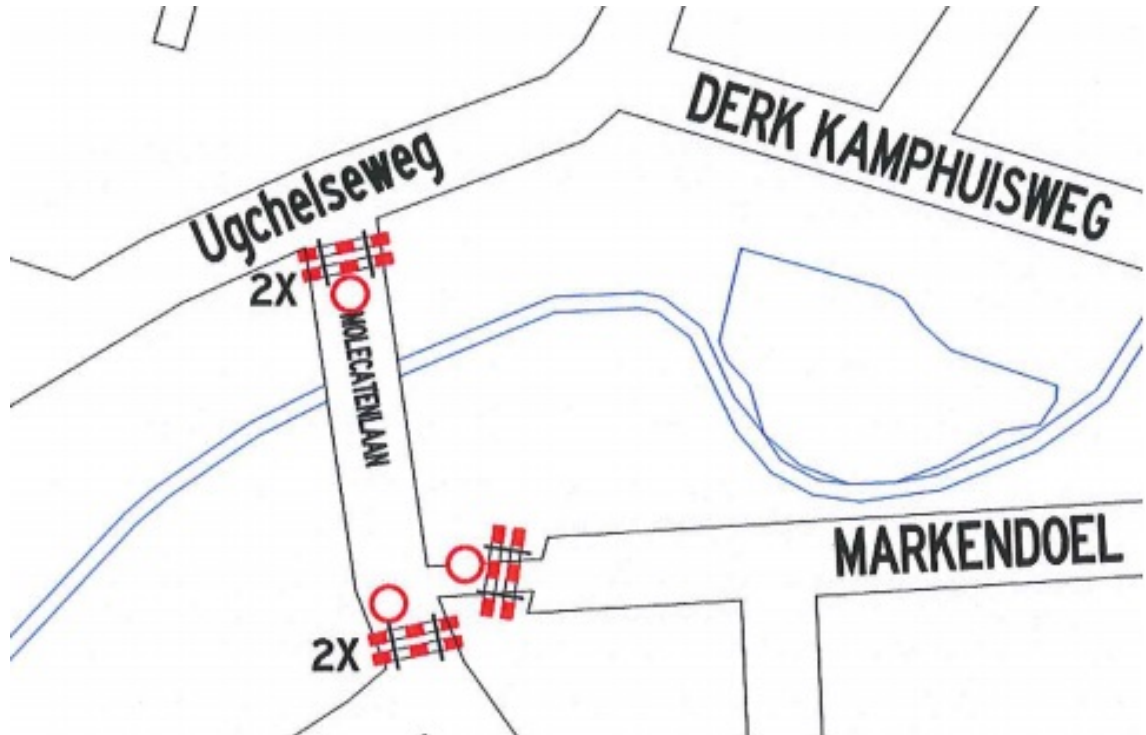 DERK KAMPHUISWEG
Ugchelseweg
2X
MOLECATENLAAN
MARKENDOEL
2X